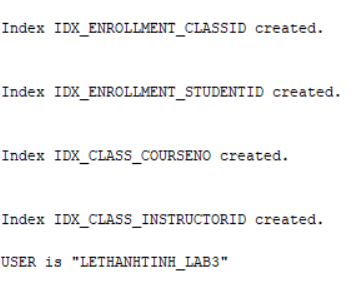 Index IDX_ENROLLMENT_CLASSID created.
Index IDX_ENROLLMENT_STUDENTID created.
Index IDX_CLASS_COURSENO created.
Index IDX_CLASS_INSTRUCTORID created.
USER is "LETHANHTINH_LAB3"